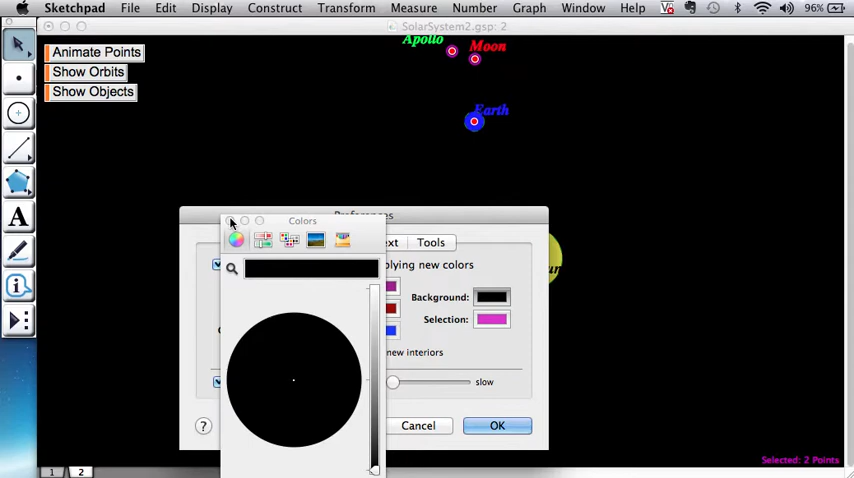 Sketchpad File Edit Display Construct Transform Measure Number Graph Window Help 96%
SolarSystem2.gsp: 2
Animate Points
Show Orbits
Show Objects
Apollo
Moon
Earth
Preferences
Colors
Tools
plying new colors
Background:
Selection:
new interiors
slow
?
Cancel
OK
A
Selected: 2 Points
1 2